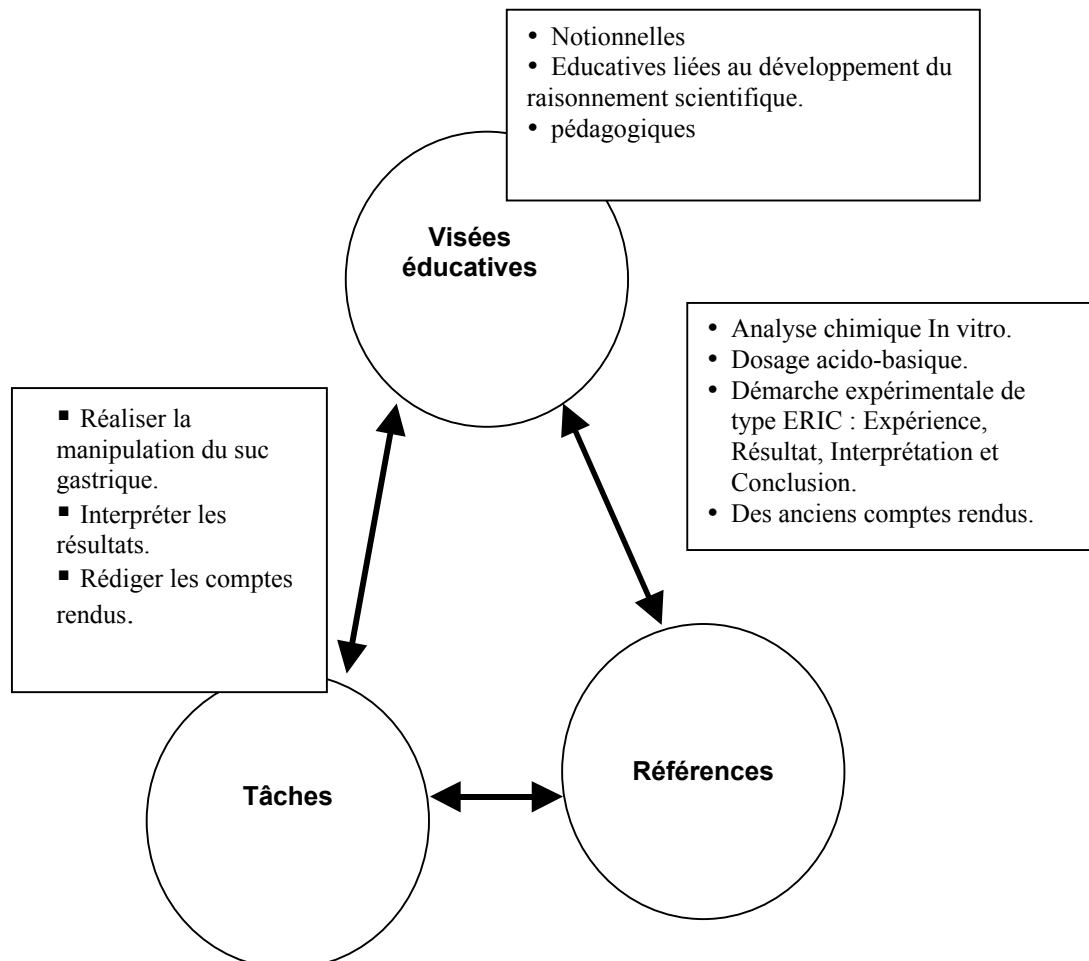 • Notionnelles
• Educatives liées au développement du
raisonnement scientifique.
• pédagogiques
Visées
éducatives
• Analyse chimique In vitro.
• Dosage acido-basique.
• Démarche expérimentale de
type ERIC : Expérience,
Résultat, Interprétation et
Conclusion.
• Des anciens comptes rendus.
▪ Réaliser la
manipulation du suc
gastrique.
▪ Interpréter les
résultats.
▪ Rédiger les comptes
rendus.
Références
Tâches